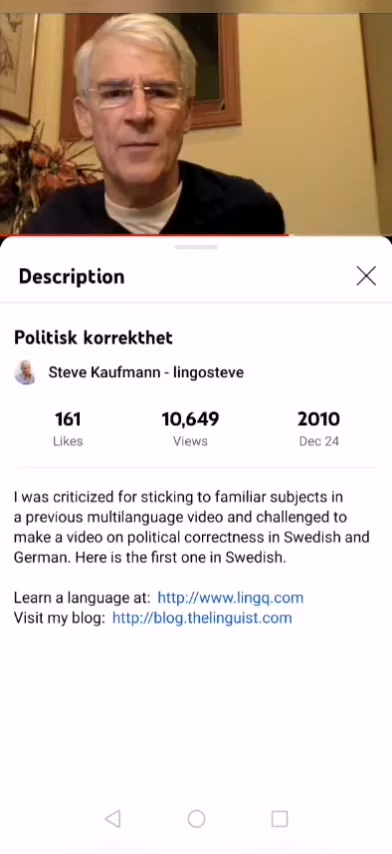 Description
Politisk korrekthet
Steve Kaufmann - lingosteve
161 10,649 2010
Likes Views Dec 24
I was criticized for sticking to familiar subjects in
a previous multilanguage video and challenged to
make a video on political correctness in Swedish and
German. Here is the first one in Swedish.
Learn a language at: http://www.lingq.com
Visit my blog: http://blog.thelinguist.com